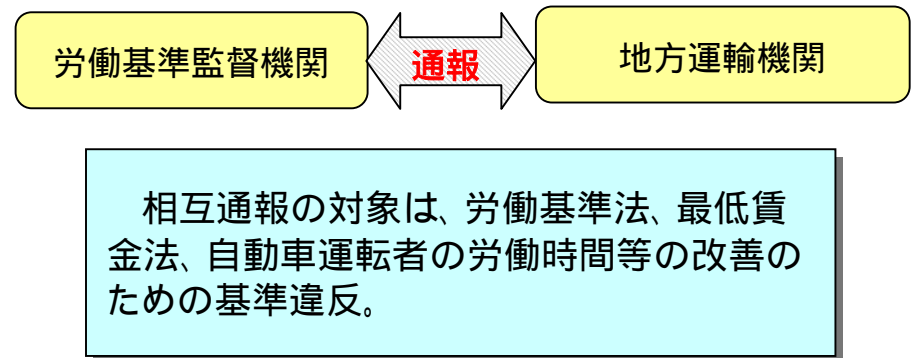 労働基準監督機関
通報
地方運輸機関
相互通報の対象は、労働基準法、最低賃
金法、自動車運転者の労働時間等の改善の
ための基準違反。